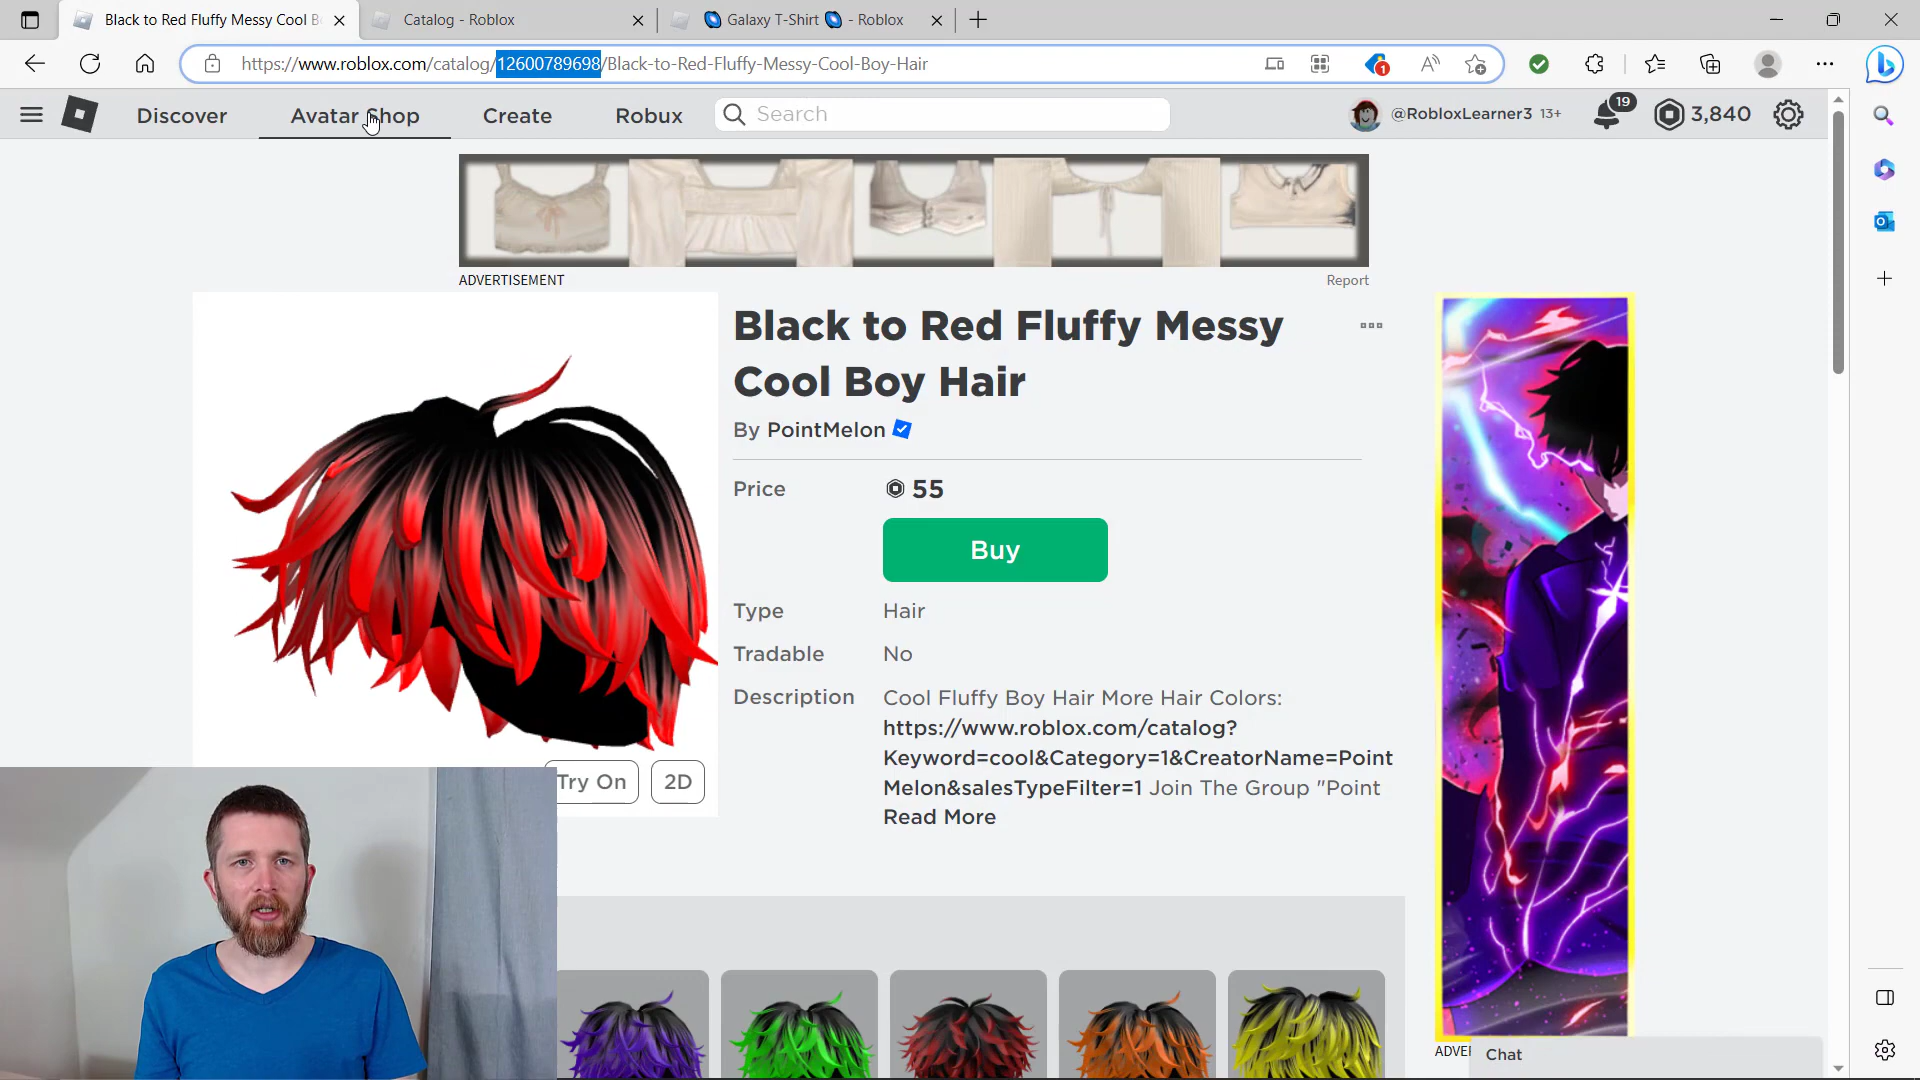 Black to Red Fluffy Messy Cool B
Catalog - Roblox
Galaxy T-Shirt - Roblox
https://www.roblox.com/catalog/12600789698/Black-to-Red-Fluffy-Messy-Cool-Boy-Hair
1
Discover
Avatar Shop
Create
Robux
Search
@RobloxLearner3 13+
19
3,840
ADVERTISEMENT
Report
Black to Red Fluffy Messy
Cool Boy Hair
By PointMelon
Price
55
Buy
Type
Hair
Tradable
No
Description
Cool Fluffy Boy Hair More Hair Colors:
https://www.roblox.com/catalog?
Keyword=cool&Category=1&CreatorName=Point
Melon&salesTypeFilter=1 Join The Group "Point
Read More
Try On
2D
ADVE
Chat